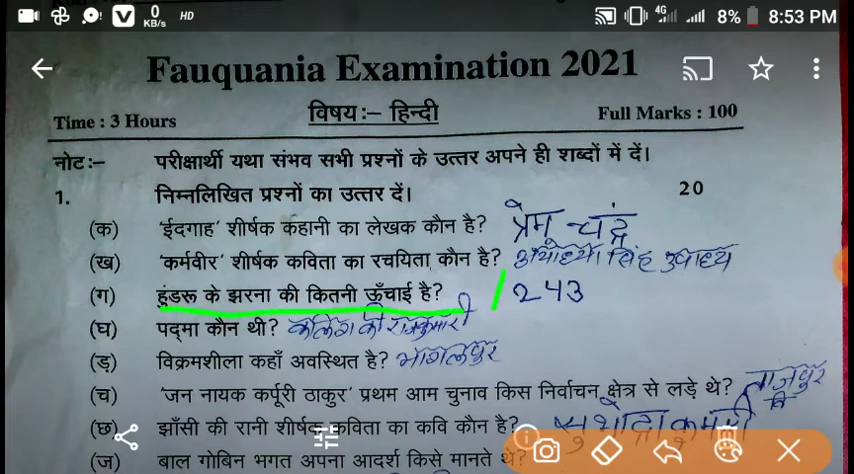 0 KB/s HD 4G 8% 8:53 PM
Fauquania Examination 2021
Time : 3 Hours विषय:– हिन्दी Full Marks : 100
नोट:– परीक्षार्थी यथा संभव सभी प्रश्नों के उत्तर अपने ही शब्दों में दें।
1. निम्नलिखित प्रश्नों का उत्तर दें। 20
(क) 'ईदगाह' शीर्षक कहानी का लेखक कौन है? प्रेम चंद्र
(ख) 'कर्मवीर' शीर्षक कविता का रचयिता कौन है? अयोध्या सिंह उपाध्य
(ग) हुंडरू के झरना की कितनी ऊँचाई है? 243
(घ) पद्मा कौन थी? कलिंग की राजकुमारी
(ड़) विक्रमशीला कहाँ अवस्थित है? भागलपुर
(च) 'जन नायक कर्पूरी ठाकुर' प्रथम आम चुनाव किस निर्वाचन क्षेत्र से लड़े थे? ताजपुर
(छ) झाँसी की रानी शीर्षक कविता का कवि कौन है?
(ज) बाल गोबिन भगत अपना आदर्श किसे मानते थे?